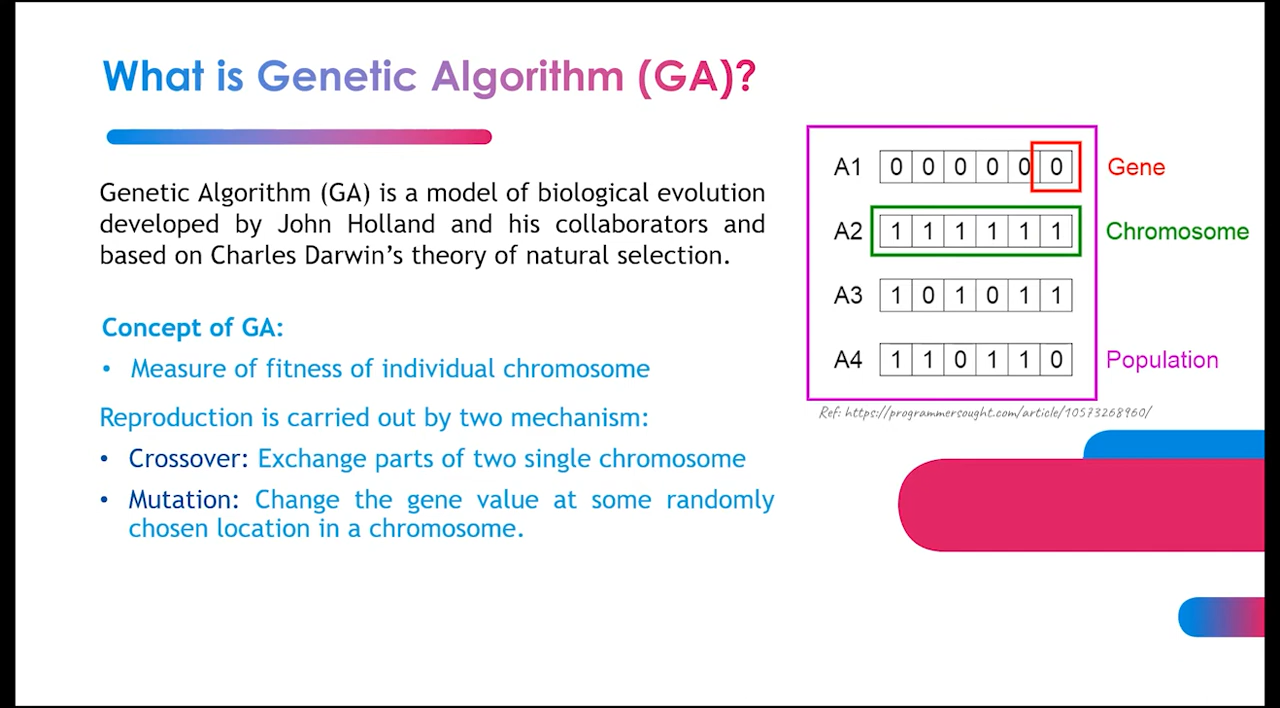 What is Genetic Algorithm (GA)?
Genetic Algorithm (GA) is a model of biological evolution
developed by John Holland and his collaborators and
based on Charles Darwin's theory of natural selection.
Concept of GA:
• Measure of fitness of individual chromosome
Reproduction is carried out by two mechanism:
• Crossover: Exchange parts of two single chromosome
• Mutation: Change the gene value at some randomly
chosen location in a chromosome.
A1 0 0 0 0 0 0 Gene
A2 1 1 1 1 1 1 Chromosome
A3 1 0 1 0 1 1
A4 1 1 0 1 1 0 Population
Ref: https://programmersought.com/article/10573268960/